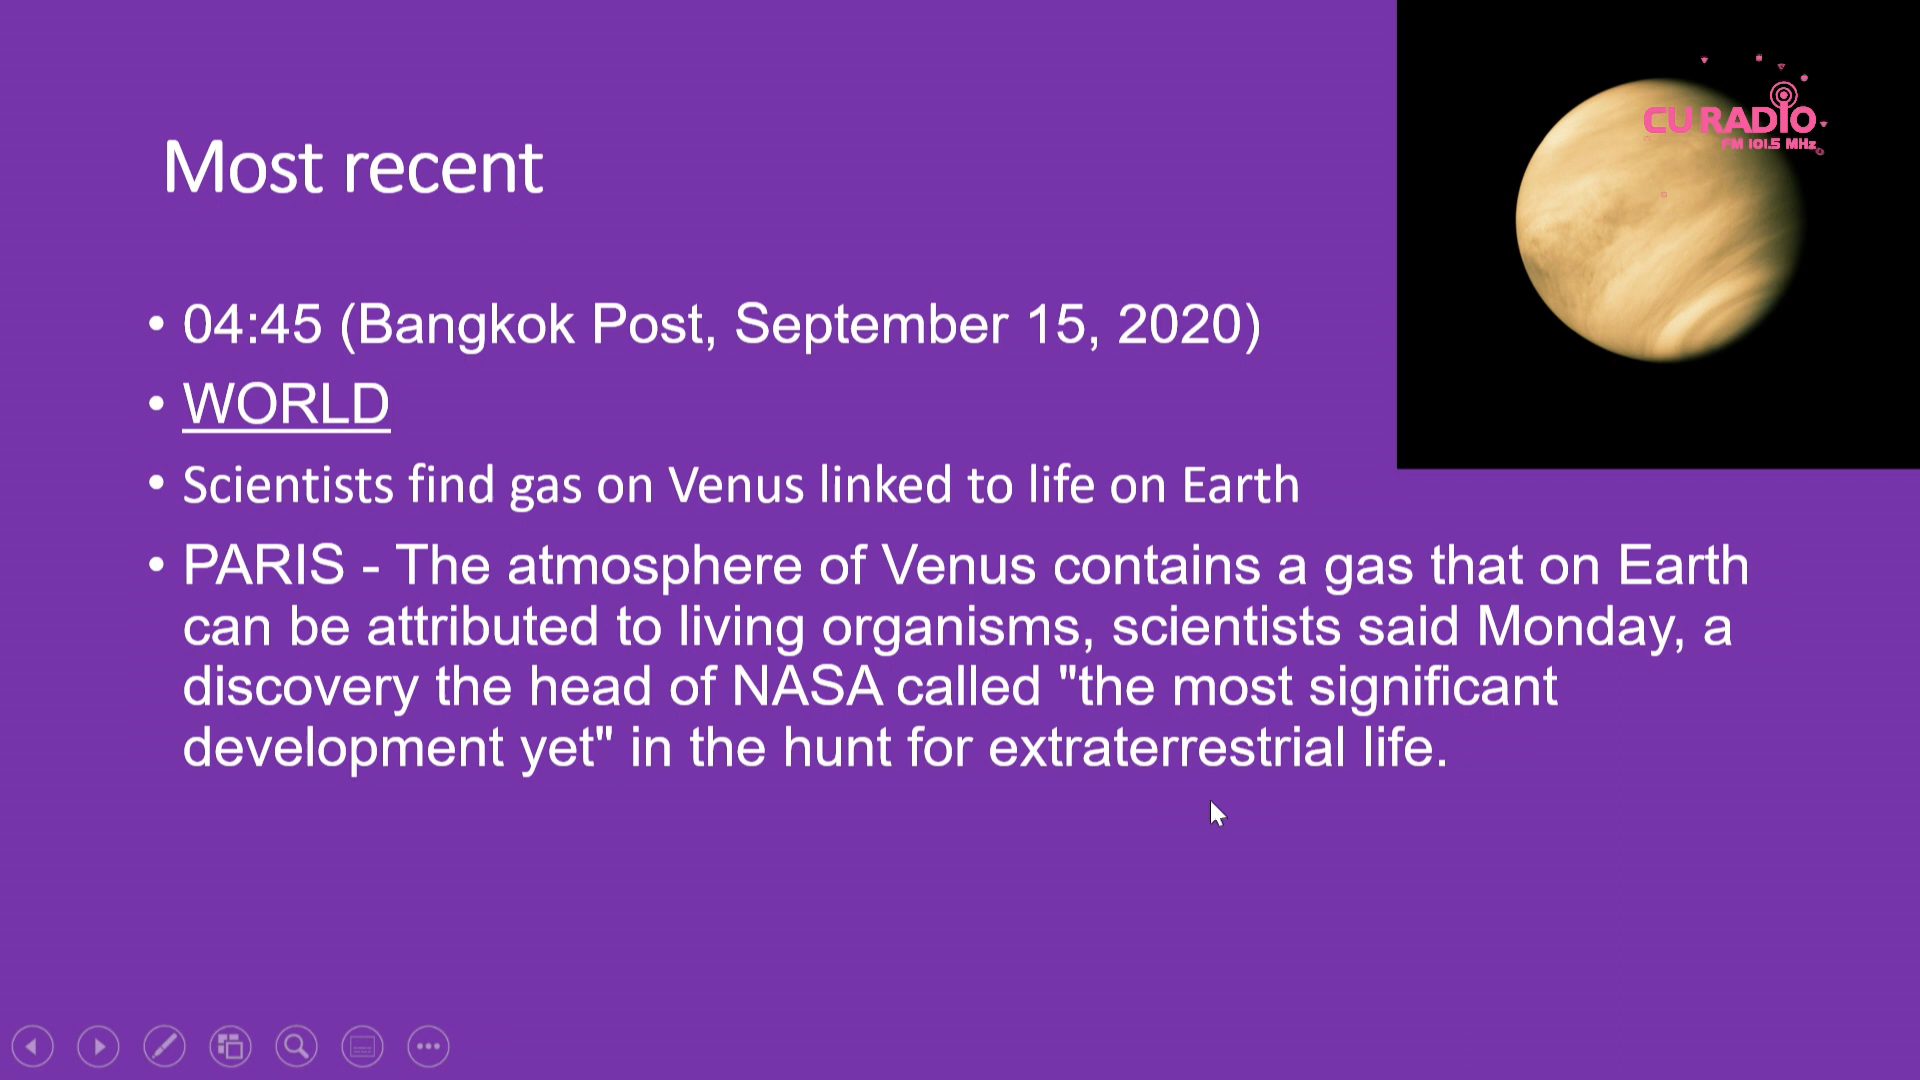 CU RADIO
FM 101.5 MHz
Most recent
• 04:45 (Bangkok Post, September 15, 2020)
• WORLD
• Scientists find gas on Venus linked to life on Earth
• PARIS - The atmosphere of Venus contains a gas that on Earth
can be attributed to living organisms, scientists said Monday, a
discovery the head of NASA called "the most significant
development yet" in the hunt for extraterrestrial life.